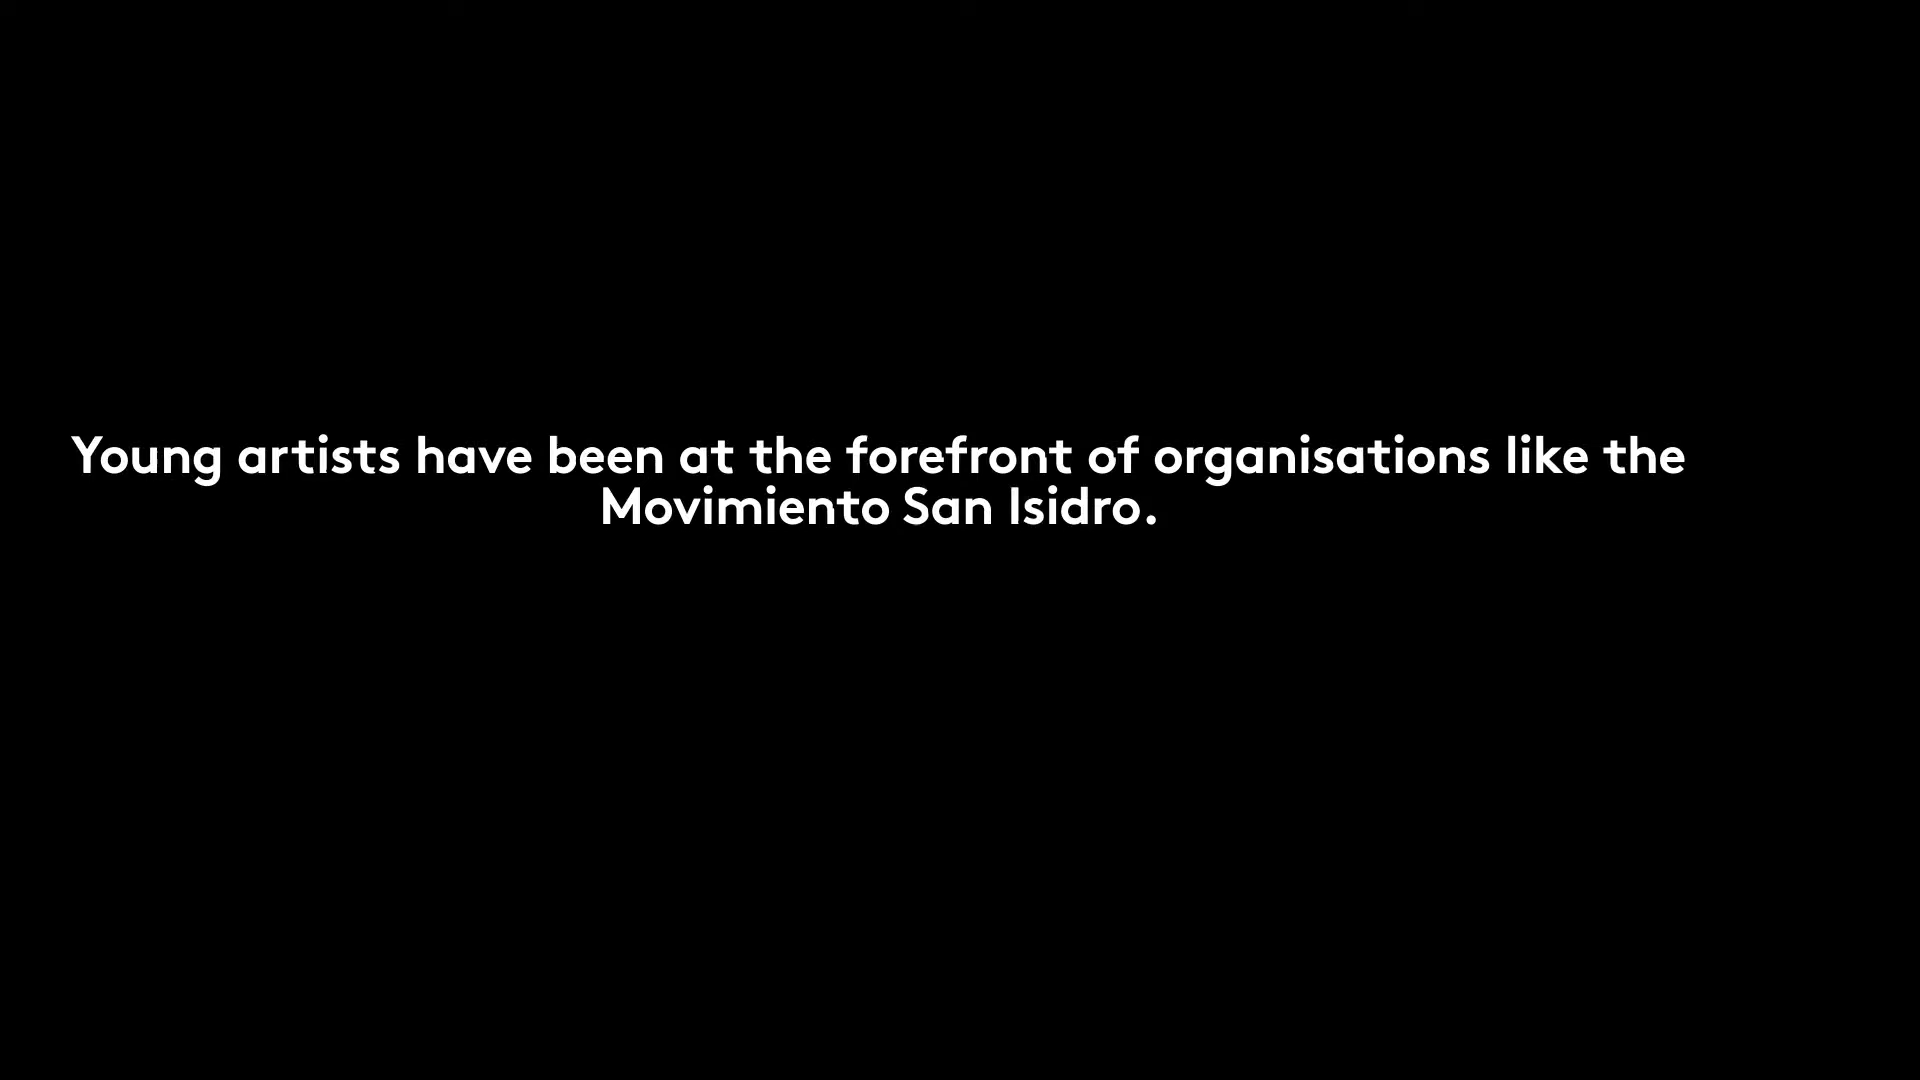 Young artists have been at the forefront of organisations like the
Movimiento San Isidro.